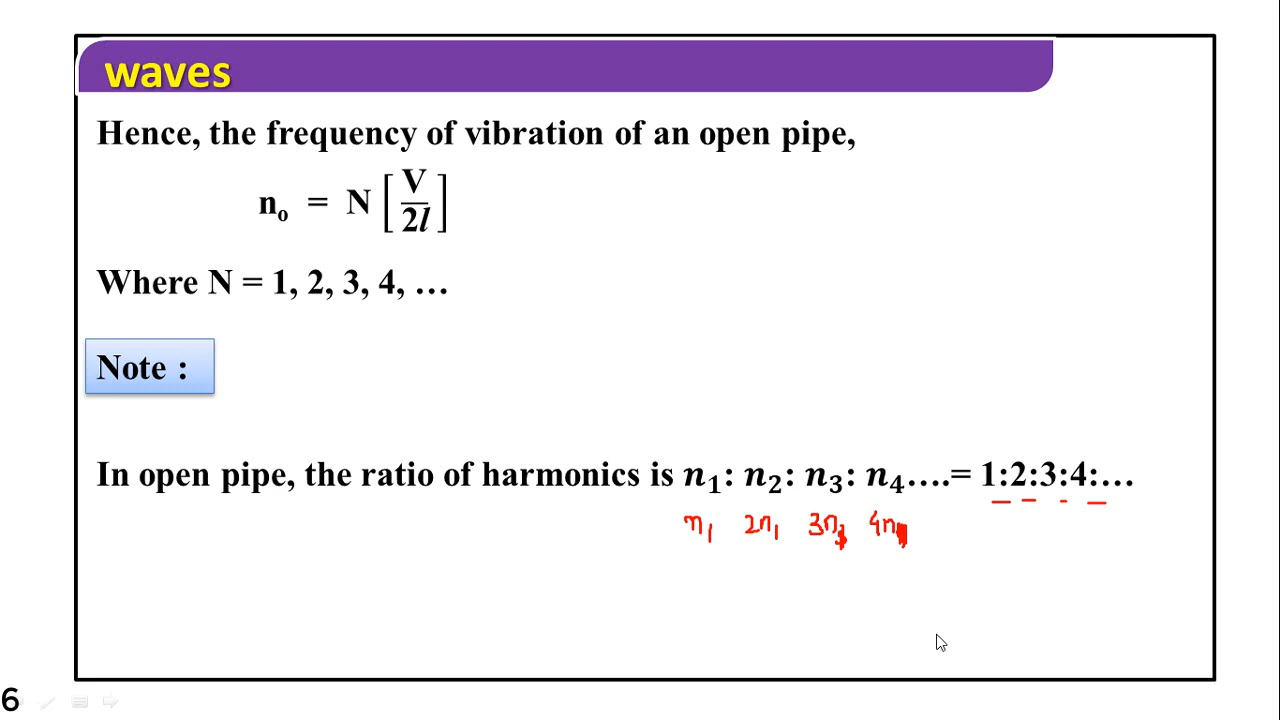 waves
Hence, the frequency of vibration of an open pipe,
nₒ = N [V/2l]
Where N = 1, 2, 3, 4, …
Note :
In open pipe, the ratio of harmonics is n₁: n₂: n₃: n₄….= 1:2:3:4:…
n₁ 2n₁ 3n₁ 4n₁
6